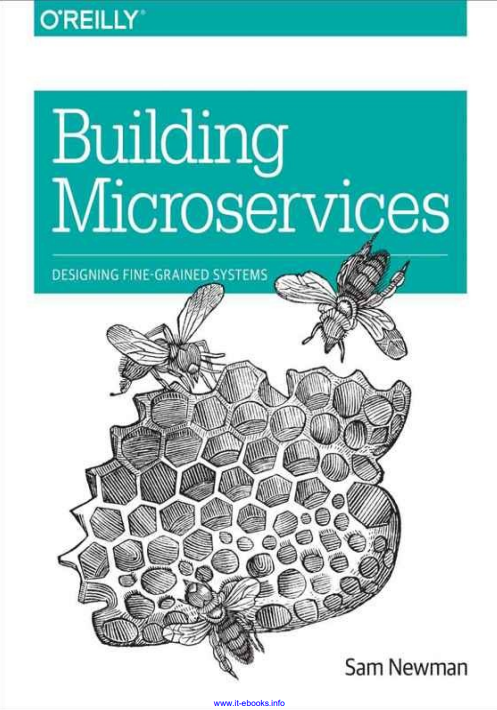 O'REILLY®
Building
Microservices
DESIGNING FINE-GRAINED SYSTEMS
Sam Newman
www.it-ebooks.info